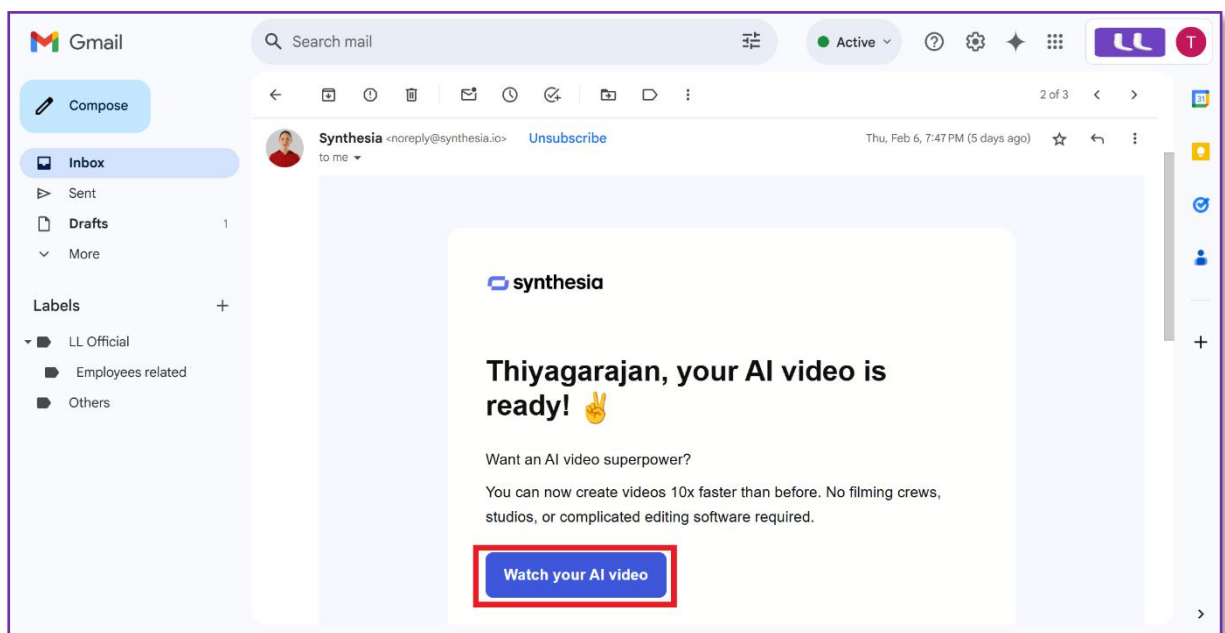 Gmail
Search mail
Active
LL
T
Compose
2 of 3
31
Synthesia <noreply@synthesia.io> Unsubscribe
Thu, Feb 6, 7:47 PM (5 days ago)
to me
Inbox
Sent
Drafts 1
More
Labels
LL Official
Employees related
Others
synthesia
Thiyagarajan, your AI video is
ready! ✌️
Want an AI video superpower?
You can now create videos 10x faster than before. No filming crews,
studios, or complicated editing software required.
Watch your AI video